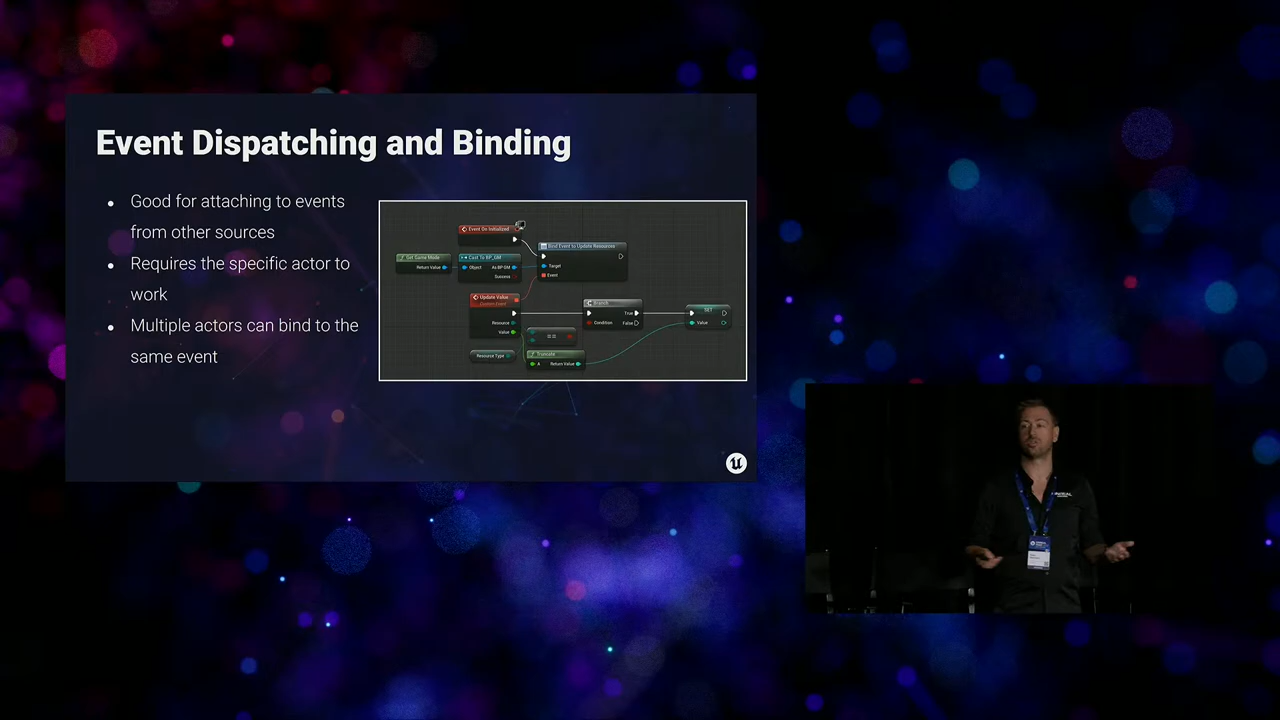 Event Dispatching and Binding
Good for attaching to events
from other sources
Requires the specific actor to
work
Multiple actors can bind to the
same event
Event On Initialized
Bind Event to Update Resources
Get Game Mode
Return Value
Cast To BP_GM
Object
As BP GM
Success
Target
Event
Update Value
Custom Event
Resource
Value
Branch
Condition
True
False
SET
Value
==
Resource Type
Truncate
A
Return Value
UNREAL